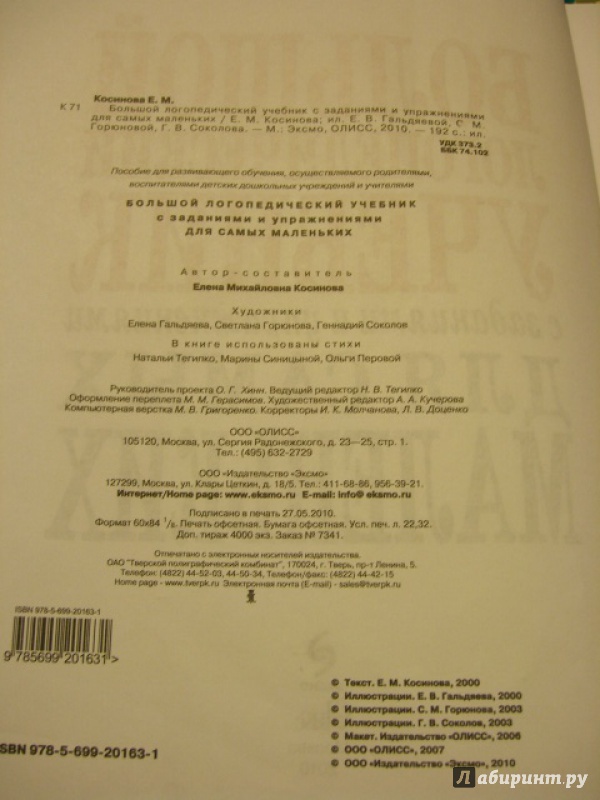 Косинова Е. М.
К 71 Большой логопедический учебник с заданиями и упражнениями
для самых маленьких / Е. М. Косинова; ил. Е. В. Гальдяевой, С. М.
Горюновой, Г. В. Соколова. — М.: Эксмо, ОЛИСС, 2010. — 192 с.: ил.
УДК 373.2
ББК 74.102
Пособие для развивающего обучения, осуществляемого родителями,
воспитателями детских дошкольных учреждений и учителями
БОЛЬШОЙ ЛОГОПЕДИЧЕСКИЙ УЧЕБНИК
с заданиями и упражнениями
ДЛЯ САМЫХ МАЛЕНЬКИХ
Автор-составитель
Елена Михайловна Косинова
Художники
Елена Гальдяева, Светлана Горюнова, Геннадий Соколов
В книге использованы стихи
Натальи Тегипко, Марины Синицыной, Ольги Перовой
Руководитель проекта О. Г. Хинн. Ведущий редактор Н. В. Тегипко
Оформление переплета М. М. Герасимов. Художественный редактор А. А. Кучерова
Компьютерная верстка М. В. Григоренко. Корректоры И. К. Молчанова, Л. В. Доценко
ООО «ОЛИСС»
105120, Москва, ул. Сергия Радонежского, д. 23—25, стр. 1.
Тел.: (495) 632-2729
ООО «Издательство «Эксмо»
127299, Москва, ул. Клары Цеткин, д. 18/5. Тел.: 411-68-86, 956-39-21.
Интернет/Home page: www.eksmo.ru E-mail: info@ eksmo.ru
Подписано в печать 27.05.2010.
Формат 60x84 1/8. Печать офсетная. Бумага офсетная. Усл. печ. л. 22,32.
Доп. тираж 4000 экз. Заказ № 7341.
Отпечатано с электронных носителей издательства.
ОАО "Тверской полиграфический комбинат", 170024, г. Тверь, пр-т Ленина, 5.
Телефон: (4822) 44-52-03, 44-50-34, Телефон/факс: (4822) 44-42-15
Home page - www.tverpk.ru Электронная почта (E-mail) - sales@tverpk.ru
ISBN 978-5-699-20163-1
9 785699 201631 >
© Текст. Е. М. Косинова, 2000
© Иллюстрации. Е. В. Гальдяева, 2000
© Иллюстрации. С. М. Горюнова, 2003
© Иллюстрации. Г. В. Соколов, 2003
© Макет. Издательство «ОЛИСС», 2006
© ООО «ОЛИСС», 2007
© ООО «Издательство «Эксмо», 2010
ISBN 978-5-699-20163-1
Лабиринт.ру